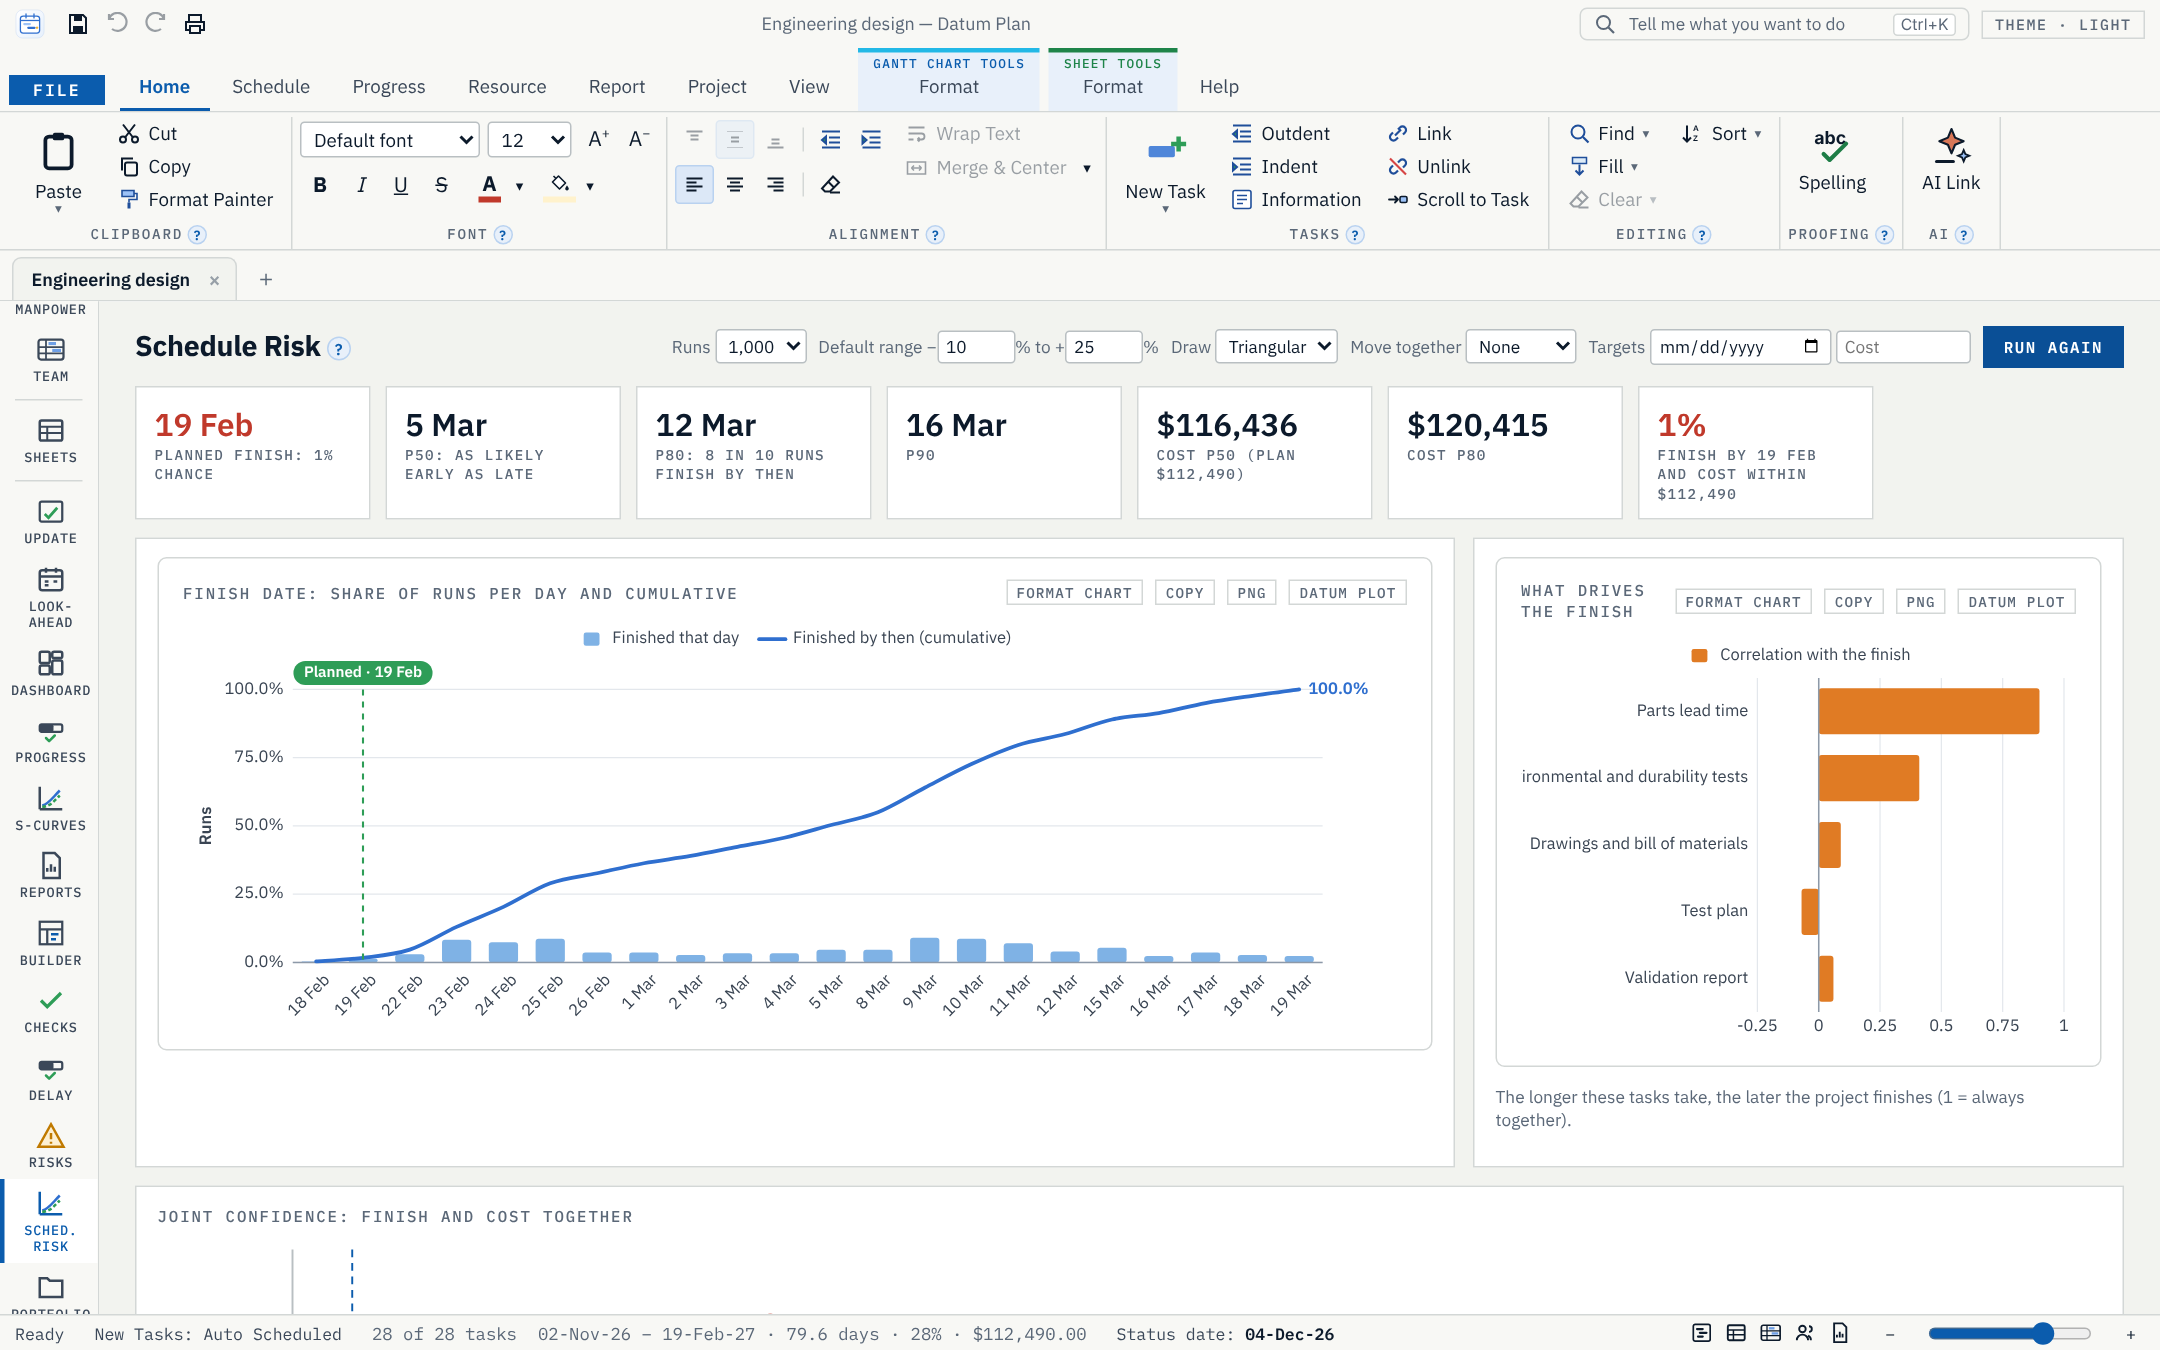 Engineering design — Datum Plan
Tell me what you want to do
Ctrl+K
THEME · LIGHT
GANTT CHART TOOLS
SHEET TOOLS
FILE
Home
Schedule
Progress
Resource
Report
Project
View
Format
Format
Help
Paste
Cut
Copy
Format Painter
CLIPBOARD ?
Default font
12
A+
A−
B
I
U
S
A
FONT ?
Wrap Text
Merge & Center
ALIGNMENT ?
New Task
Outdent
Indent
Information
Link
Unlink
Scroll to Task
TASKS ?
Find
Sort
Fill
Clear
EDITING ?
abc
Spelling
PROOFING ?
AI Link
AI ?
Engineering design ×
+
MANPOWER
TEAM
SHEETS
UPDATE
LOOK-
AHEAD
DASHBOARD
PROGRESS
S-CURVES
REPORTS
BUILDER
CHECKS
DELAY
RISKS
SCHED.
RISK
PORTFOLIO
Schedule Risk ?
Runs 1,000 Default range − 10 % to + 25 % Draw Triangular Move together None Targets mm/dd/yyyy Cost
RUN AGAIN
19 Feb
PLANNED FINISH: 1%
CHANCE
5 Mar
P50: AS LIKELY
EARLY AS LATE
12 Mar
P80: 8 IN 10 RUNS
FINISH BY THEN
16 Mar
P90
$116,436
COST P50 (PLAN
$112,490)
$120,415
COST P80
1%
FINISH BY 19 FEB
AND COST WITHIN
$112,490
FINISH DATE: SHARE OF RUNS PER DAY AND CUMULATIVE
FORMAT CHART
COPY
PNG
DATUM PLOT
Finished that day
Finished by then (cumulative)
Planned · 19 Feb
100.0%
75.0%
50.0%
25.0%
0.0%
Runs
100.0%
18 Feb
19 Feb
22 Feb
23 Feb
24 Feb
25 Feb
26 Feb
1 Mar
2 Mar
3 Mar
4 Mar
5 Mar
8 Mar
9 Mar
10 Mar
11 Mar
12 Mar
15 Mar
16 Mar
17 Mar
18 Mar
19 Mar
WHAT DRIVES
THE FINISH
FORMAT CHART
COPY
PNG
DATUM PLOT
Correlation with the finish
Parts lead time
ironmental and durability tests
Drawings and bill of materials
Test plan
Validation report
-0.25
0
0.25
0.5
0.75
1
The longer these tasks take, the later the project finishes (1 = always
together).
JOINT CONFIDENCE: FINISH AND COST TOGETHER
Ready
New Tasks: Auto Scheduled
28 of 28 tasks
02-Nov-26 – 19-Feb-27 · 79.6 days · 28% · $112,490.00
Status date: 04-Dec-26
−
+